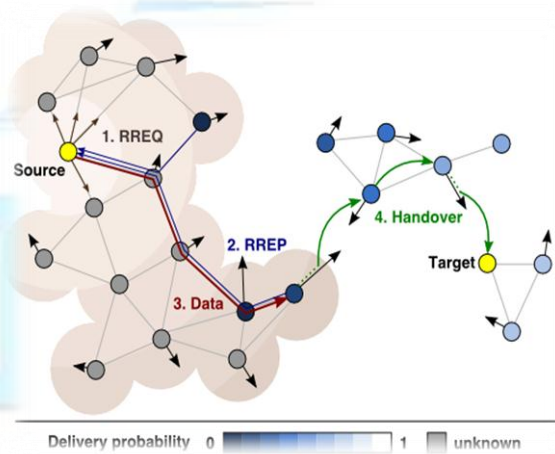 1. RREQ
Source
2. RREP
4. Handover
Target
3. Data
Delivery probability 0 1 unknown